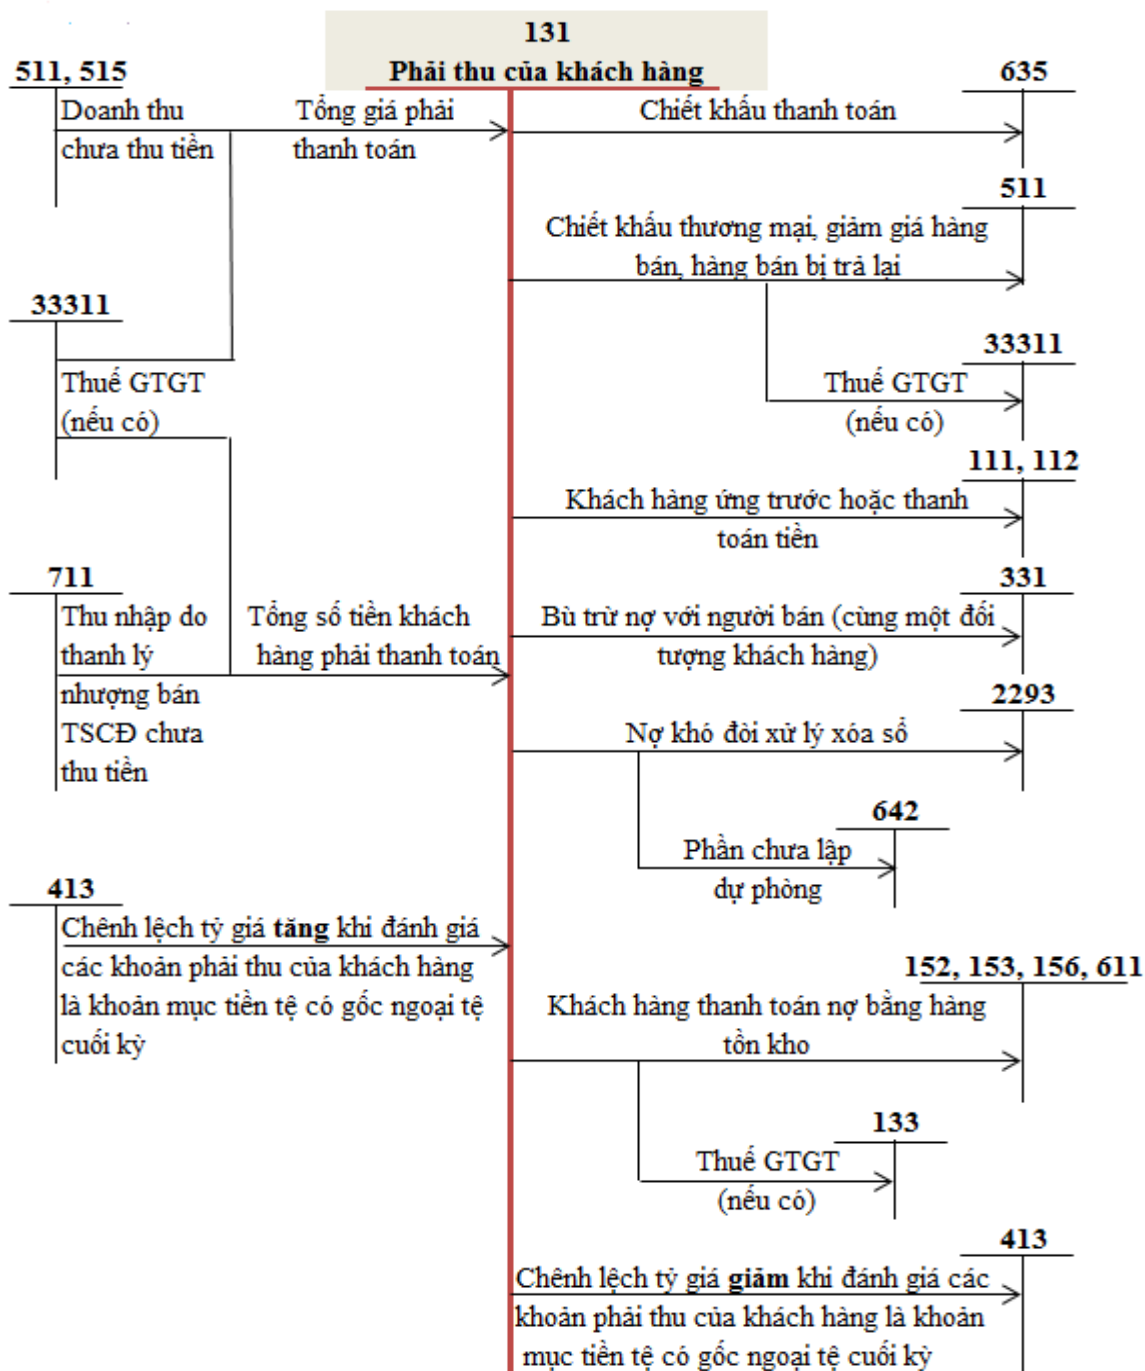 131
Phải thu của khách hàng
511, 515
Doanh thu
chưa thu tiền
Tổng giá phải
thanh toán
33311
Thuế GTGT
(nếu có)
711
Thu nhập do
thanh lý
nhượng bán
TSCĐ chưa
thu tiền
Tổng số tiền khách
hàng phải thanh toán
413
Chênh lệch tỷ giá tăng khi đánh giá
các khoản phải thu của khách hàng
là khoản mục tiền tệ có gốc ngoại tệ
cuối kỳ
635
Chiết khấu thanh toán
511
Chiết khấu thương mại, giảm giá hàng
bán, hàng bán bị trả lại
33311
Thuế GTGT
(nếu có)
111, 112
Khách hàng ứng trước hoặc thanh
toán tiền
331
Bù trừ nợ với người bán (cùng một đối
tượng khách hàng)
2293
Nợ khó đòi xử lý xóa sổ
642
Phần chưa lập
dự phòng
152, 153, 156, 611
Khách hàng thanh toán nợ bằng hàng
tồn kho
133
Thuế GTGT
(nếu có)
413
Chênh lệch tỷ giá giảm khi đánh giá các
khoản phải thu của khách hàng là khoản
mục tiền tệ có gốc ngoại tệ cuối kỳ